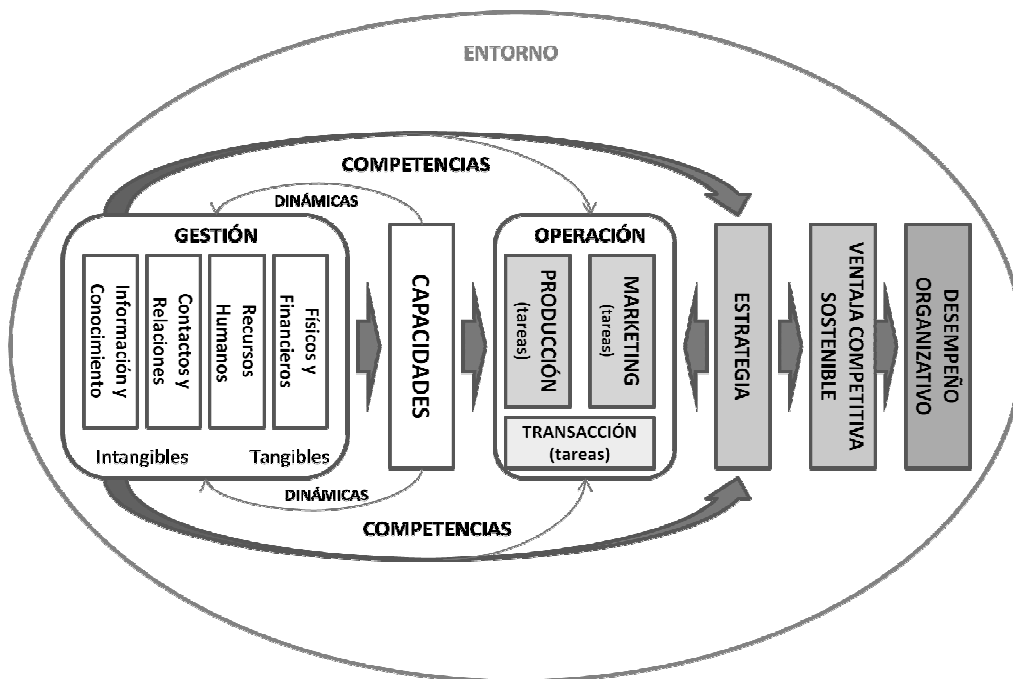 ENTORNO
COMPETENCIAS
DINÁMICAS
GESTIÓN
Información y
Conocimiento
Contactos y
Relaciones
Recursos
Humanos
Físicos y
Financieros
Intangibles
Tangibles
CAPACIDADES
OPERACIÓN
PRODUCCIÓN
(tareas)
MARKETING
(tareas)
TRANSACCIÓN
(tareas)
ESTRATEGIA
VENTAJA COMPETITIVA
SOSTENIBLE
DESEMPEÑO
ORGANIZATIVO
DINÁMICAS
COMPETENCIAS